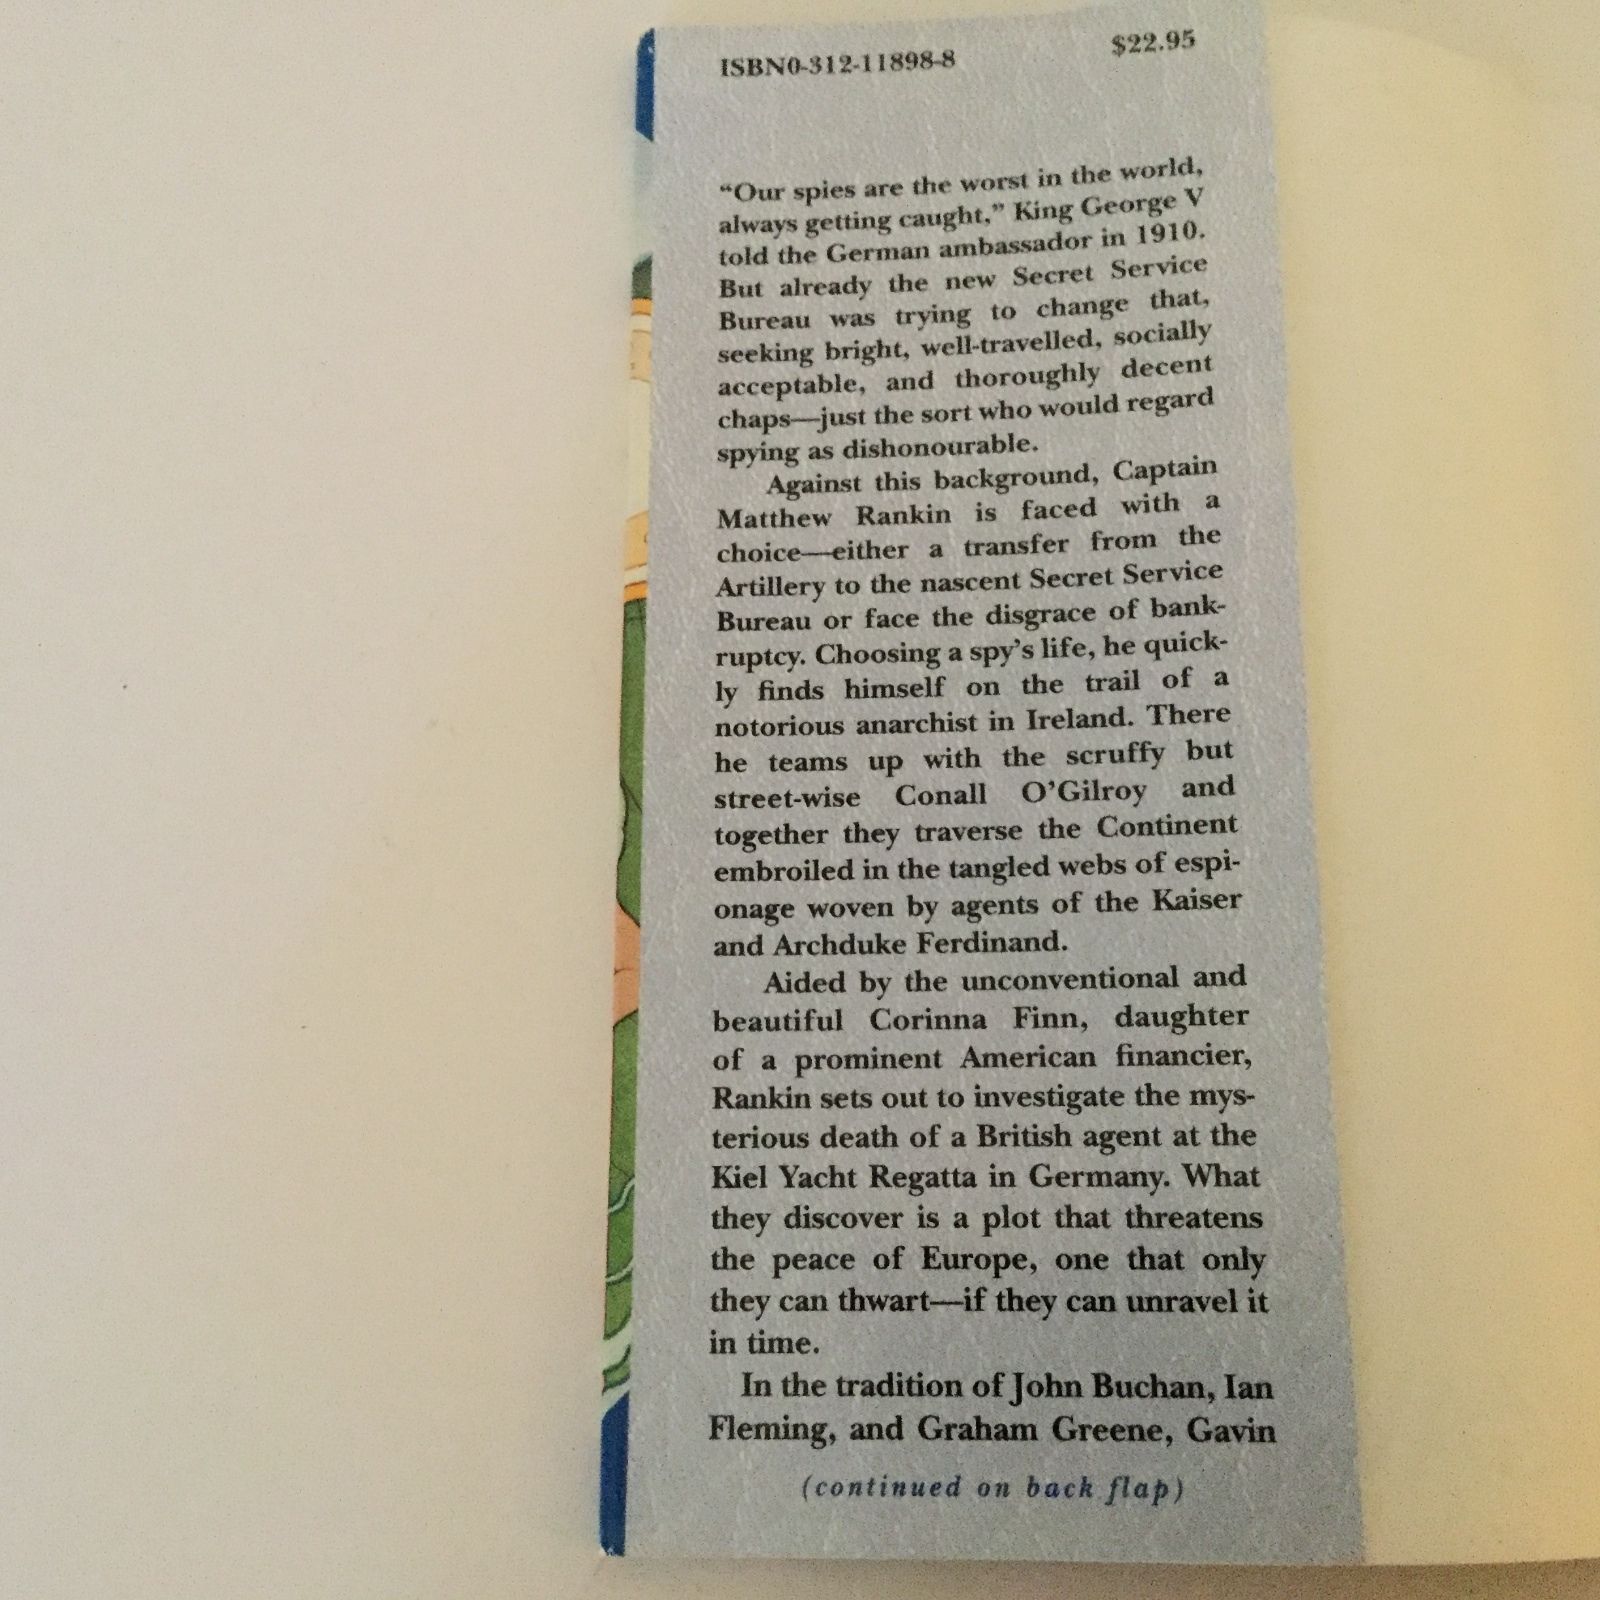 ISBN0-312-11898-8 $22.95
“Our spies are the worst in the world,
always getting caught,” King George V
told the German ambassador in 1910.
But already the new Secret Service
Bureau was trying to change that,
seeking bright, well-travelled, socially
acceptable, and thoroughly decent
chaps—just the sort who would regard
spying as dishonourable.
Against this background, Captain
Matthew Rankin is faced with a
choice—either a transfer from the
Artillery to the nascent Secret Service
Bureau or face the disgrace of bank-
ruptcy. Choosing a spy’s life, he quick-
ly finds himself on the trail of a
notorious anarchist in Ireland. There
he teams up with the scruffy but
street-wise Conall O’Gilroy and
together they traverse the Continent
embroiled in the tangled webs of espi-
onage woven by agents of the Kaiser
and Archduke Ferdinand.
Aided by the unconventional and
beautiful Corinna Finn, daughter
of a prominent American financier,
Rankin sets out to investigate the mys-
terious death of a British agent at the
Kiel Yacht Regatta in Germany. What
they discover is a plot that threatens
the peace of Europe, one that only
they can thwart—if they can unravel it
in time.
In the tradition of John Buchan, Ian
Fleming, and Graham Greene, Gavin
(continued on back flap)